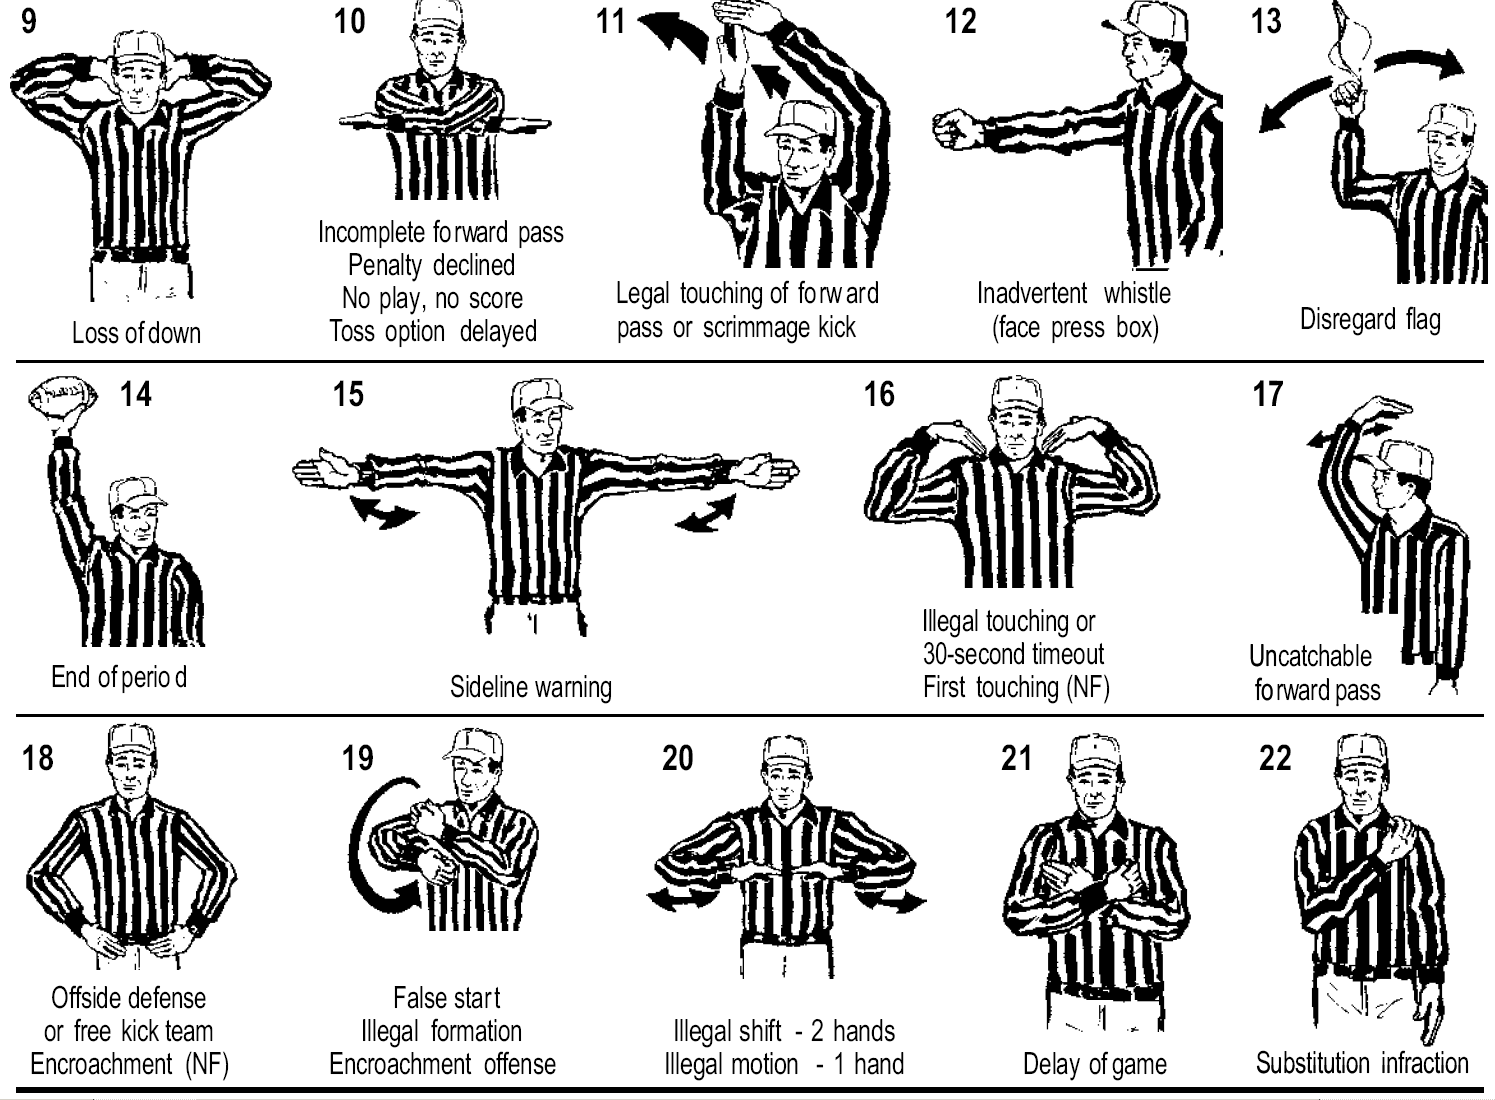 9
Loss of down
10
Incomplete forward pass
Penalty declined
No play, no score
Toss option delayed
11
Legal touching of forward
pass or scrimmage kick
12
Inadvertent whistle
(face press box)
13
Disregard flag
14
End of period
15
Sideline warning
16
Illegal touching or
30-second timeout
First touching (NF)
17
Uncatchable
forward pass
18
Offside defense
or free kick team
Encroachment (NF)
19
False start
Illegal formation
Encroachment offense
20
Illegal shift - 2 hands
Illegal motion - 1 hand
21
Delay of game
22
Substitution infraction